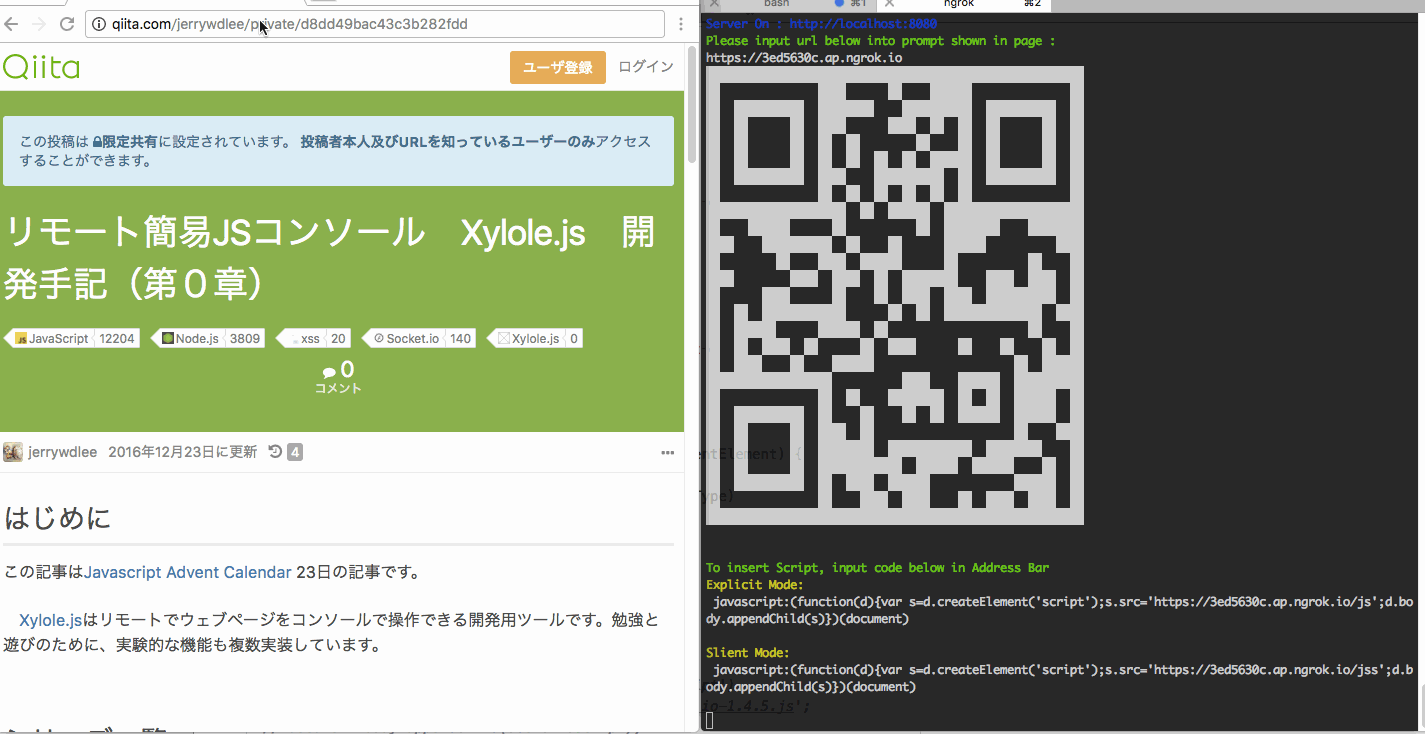 qiita.com/jerrywdlee/private/d8dd49bac43c3b282fdd
Qiita
ユーザ登録
ログイン
この投稿は 限定共有に設定されています。 投稿者本人及びURLを知っているユーザーのみアクセス
することができます。
リモート簡易JSコンソール　Xylole.js　開
発手記（第０章）
JavaScript 12204
Node.js 3809
xss 20
Socket.io 140
Xylole.js 0
0
コメント
jerrywdlee 2016年12月23日に更新 4
はじめに
この記事はJavascript Advent Calendar 23日の記事です。
Xylole.jsはリモートでウェブページをコンソールで操作できる開発用ツールです。勉強と
遊びのために、実験的な機能も複数実装しています。
bash ⌘1
ngrok ⌘2
Server On : http://localhost:8080
Please input url below into prompt shown in page :
https://3ed5630c.ap.ngrok.io
entElement) {
Type)
To insert Script, input code below in Address Bar
Explicit Mode:
javascript:(function(d){var s=d.createElement('script');s.src='https://3ed5630c.ap.ngrok.io/js';d.bo
dy.appendChild(s)})(document)
Slient Mode:
javascript:(function(d){var s=d.createElement('script');s.src='https://3ed5630c.ap.ngrok.io/jss';d.b
ody.appendChild(s)})(document)
io-1.4.5.js';